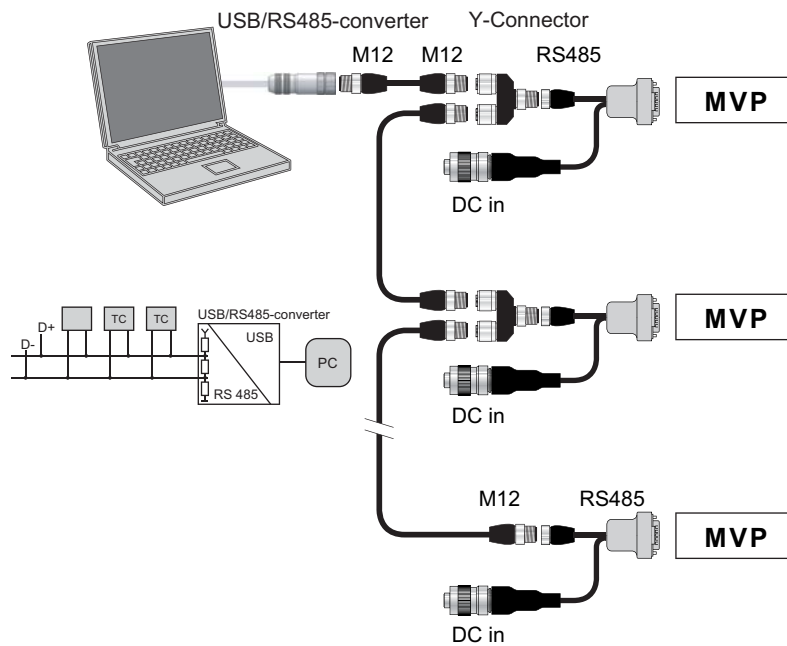 USB/RS485-converter Y-Connector
M12 M12 RS485
MVP
DC in
MVP
DC in
D+
D-
TC TC
USB/RS485-converter
USB
PC
RS 485
M12 RS485
MVP
DC in